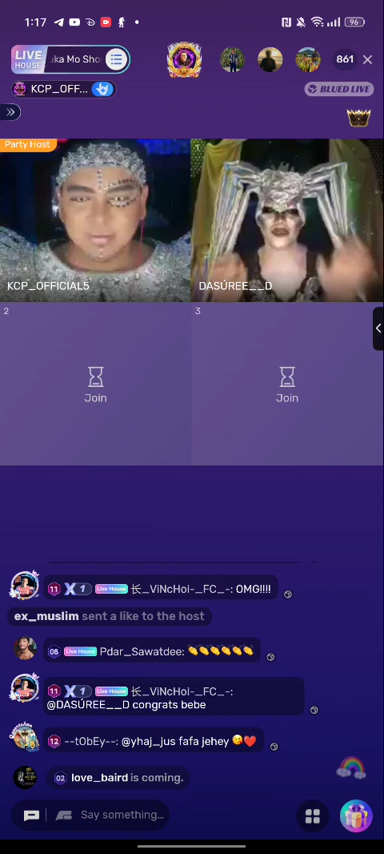 1:17
96
LIVE
HOUSE
ka Mo Sho
861
KCP_OFF...
BLUED LIVE
Party Host
1
KCP_OFFICIAL5
DASÚREE__D
2
3
Join
Join
11 X 1 Live House 长_ViNcHoi-_FC_-: OMG!!!!
ex_muslim sent a like to the host
05 Live House Pdar_Sawatdee: 👏👏👏👏👏👏
11 X 1 Live House 长_ViNcHoi-_FC_-:
@DASÚREE__D congrats bebe
12 --tObEy--: @yhaj_jus fafa jehey 😘❤️
02 love_baird is coming.
Say something...